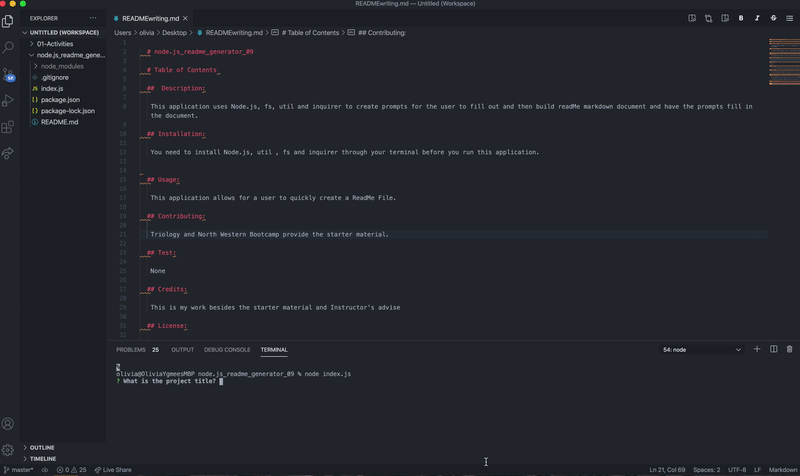 READMEwriting.md — Untitled (Workspace)
EXPLORER
UNTITLED (WORKSPACE)
01-Activities
node.js_readme_gene...
node_modules
.gitignore
JS index.js
package.json
package-lock.json
README.md
OUTLINE
TIMELINE
READMEwriting.md
Users > olivia > Desktop > READMEwriting.md > # Table of Contents > ## Contributing:
1
2 # node.js_readme_generator_09
3
4 # Table of Contents
5
6 ## Description:
7
8 This application uses Node.js, fs, util and inquirer to create prompts for the user to fill out and then build readMe markdown document and have the prompts fill in
the document.
9
10 ## Installation:
11
12 You need to install Node.js, util , fs and inquirer through your terminal before you run this application.
13
14
15 ## Usage:
16
17 This application allows for a user to quickly create a ReadMe File.
18
19 ## Contributing:
20
21 Triology and North Western Bootcamp provide the starter material.
22
23 ## Test:
24
25 None
26
27 ## Credits:
28
29 This is my work besides the starter material and Instructor's advise
30
31 ## License:
32
PROBLEMS 25 OUTPUT DEBUG CONSOLE TERMINAL
54: node
olivia@OliviaYgmeesMBP node.js_readme_generator_09 % node index.js
? What is the project title?
master* 0 25 Live Share
Ln 21, Col 69 Spaces: 2 UTF-8 LF Markdown